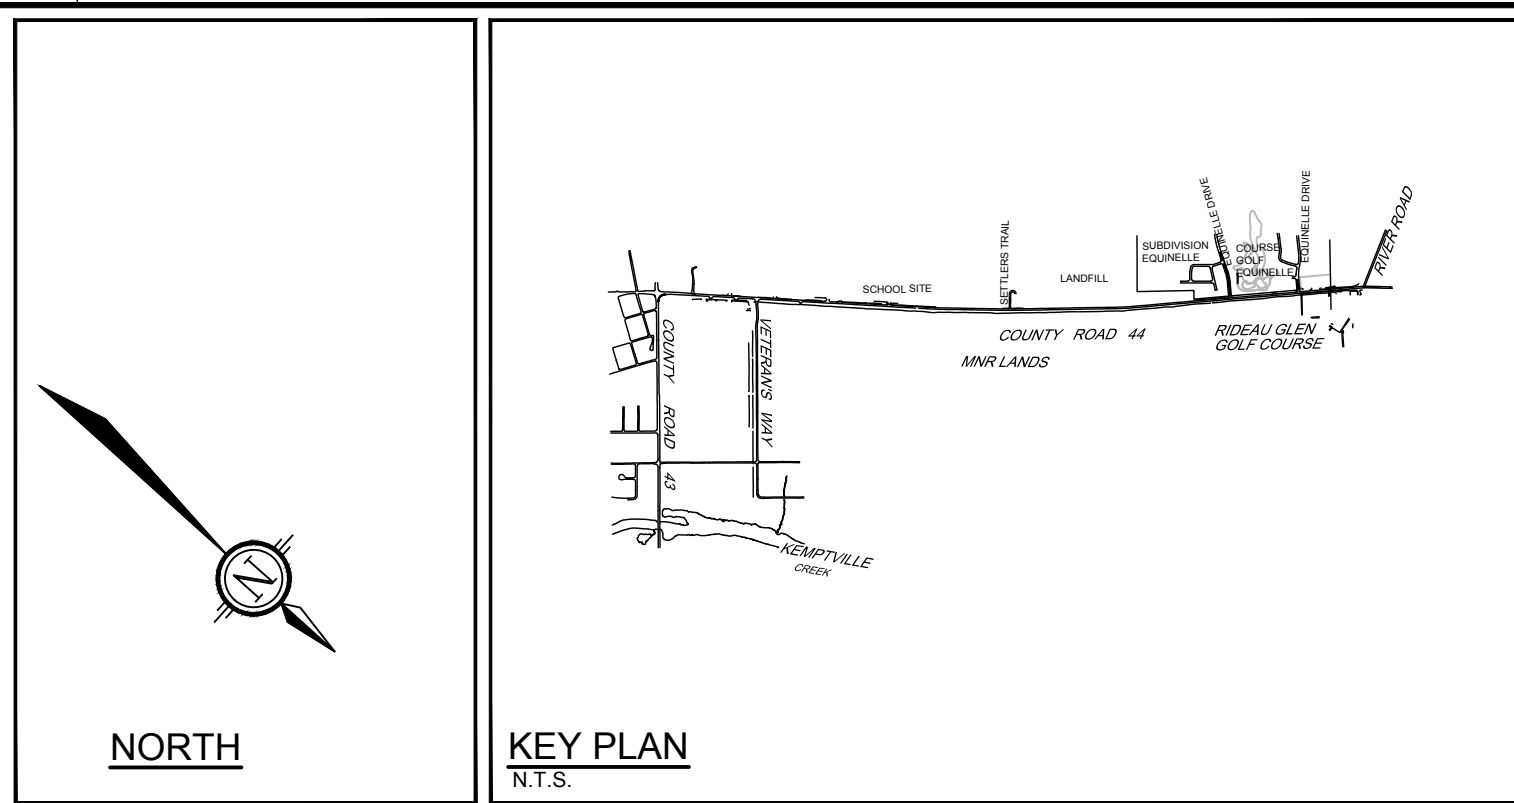 N
NORTH
KEY PLAN
N.T.S.
EQUINELLE DRIVE
EQUINELLE DRIVE
RIVER ROAD
SETTLERS TRAIL
SUBDIVISION
EQUINELLE
COURSE
GOLF
EQUINELLE
LANDFILL
SCHOOL SITE
COUNTY ROAD 44
MNR LANDS
RIDEAU GLEN
GOLF COURSE
COUNTY ROAD 43
VETERAN'S WAY
KEMPTVILLE
CREEK